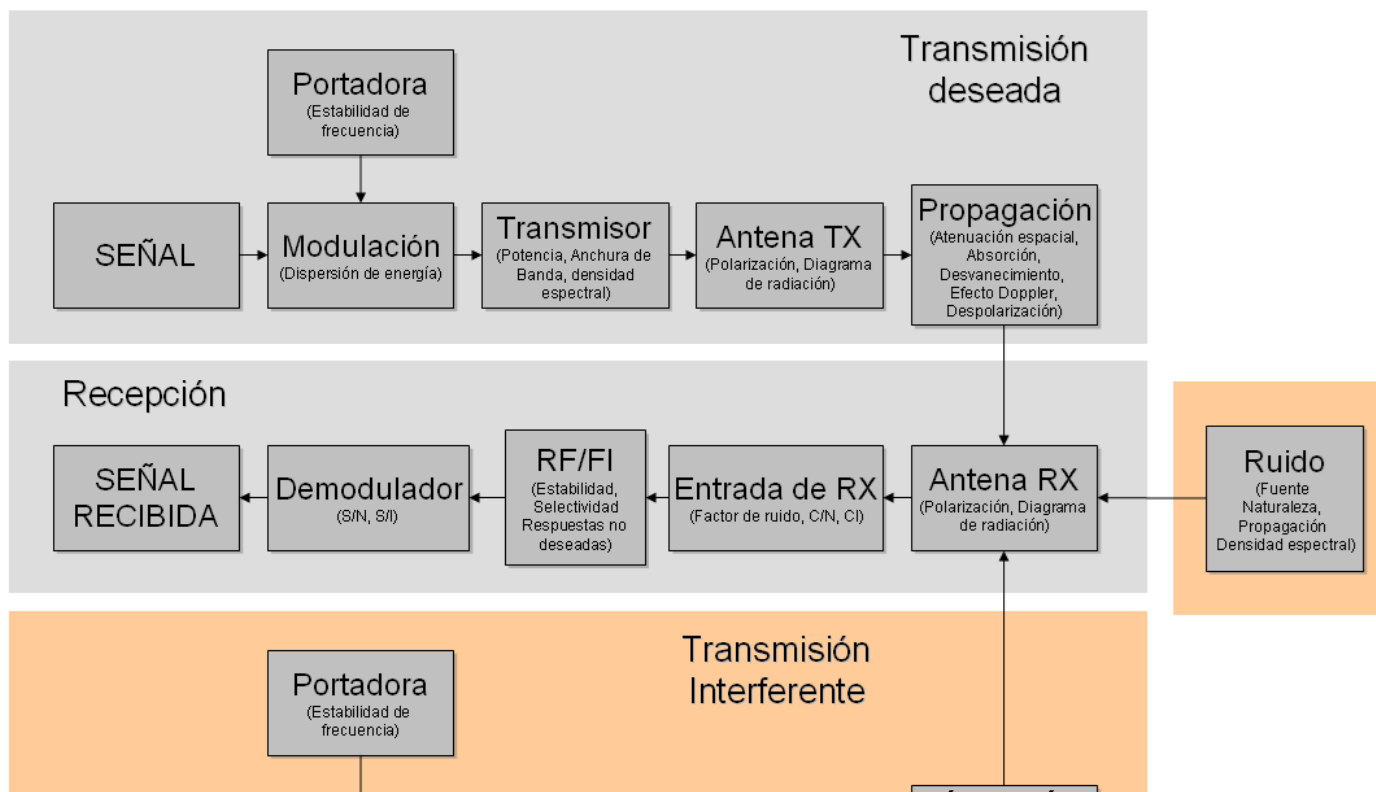 Transmisión
deseada
Portadora
(Estabilidad de
frecuencia)
SEÑAL
Modulación
(Dispersión de energía)
Transmisor
(Potencia, Anchura de
Banda, densidad
espectral)
Antena TX
(Polarización, Diagrama
de radiación)
Propagación
(Atenuación espacial,
Absorción,
Desvanecimiento,
Efecto Doppler,
Despolarización)
Recepción
SEÑAL
RECIBIDA
Demodulador
(S/N, S/I)
RF/FI
(Estabilidad,
Selectividad
Respuestas no
deseadas)
Entrada de RX
(Factor de ruido, C/N, CI)
Antena RX
(Polarización, Diagrama
de radiación)
Ruido
(Fuente
Naturaleza,
Propagación
Densidad espectral)
Transmisión
Interferente
Portadora
(Estabilidad de
frecuencia)